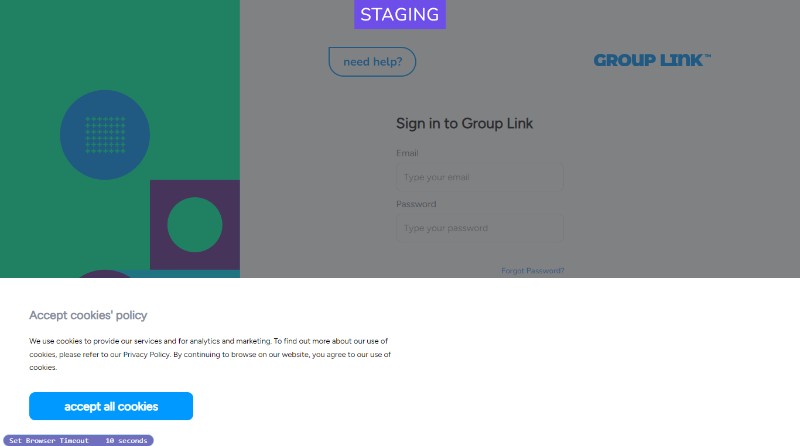 STAGING
need help?
GROUP LINK™
Sign in to Group Link
Email
Type your email
Password
Type your password
Forgot Password?
Accept cookies' policy
We use cookies to provide our services and for analytics and marketing. To find out more about our use of
cookies, please refer to our Privacy Policy. By continuing to browse on our website, you agree to our use of
cookies.
accept all cookies
Set Browser Timeout 10 seconds